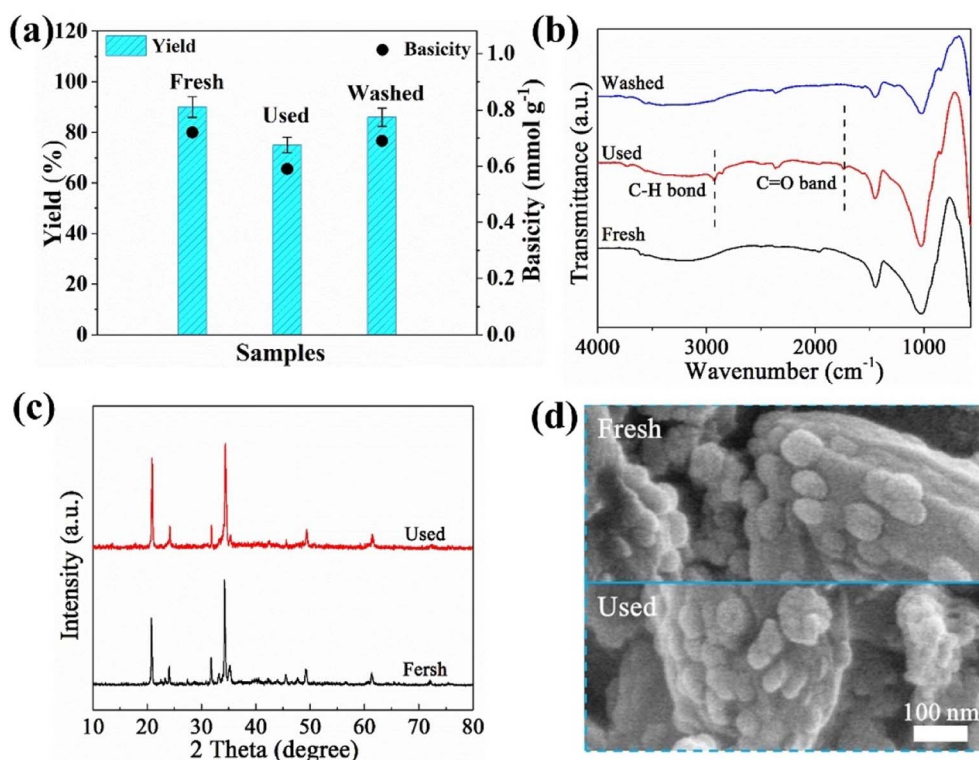 (a)
120
100
80
60
40
20
0
Yield (%)
Yield
Basicity
Fresh
Used
Washed
1.0
0.8
0.6
0.4
0.2
0.0
Basicity (mmol g⁻¹)
Samples
(b)
Transmittance (a.u.)
Washed
Used
C-H bond
C=O band
Fresh
4000 3000 2000 1000
Wavenumber (cm⁻¹)
(c)
Intensity (a.u.)
Used
Fersh
10 20 30 40 50 60 70 80
2 Theta (degree)
(d)
Fresh
Used
100 nm